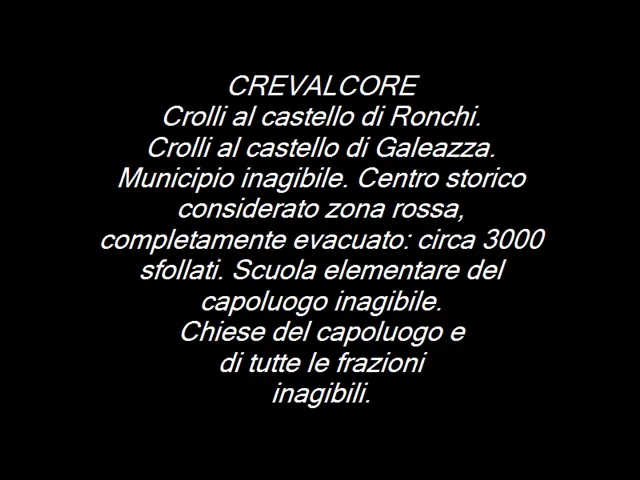 CREVALCORE
Crolli al castello di Ronchi.
Crolli al castello di Galeazza.
Municipio inagibile. Centro storico
considerato zona rossa,
completamente evacuato: circa 3000
sfollati. Scuola elementare del
capoluogo inagibile.
Chiese del capoluogo e
di tutte le frazioni
inagibili.